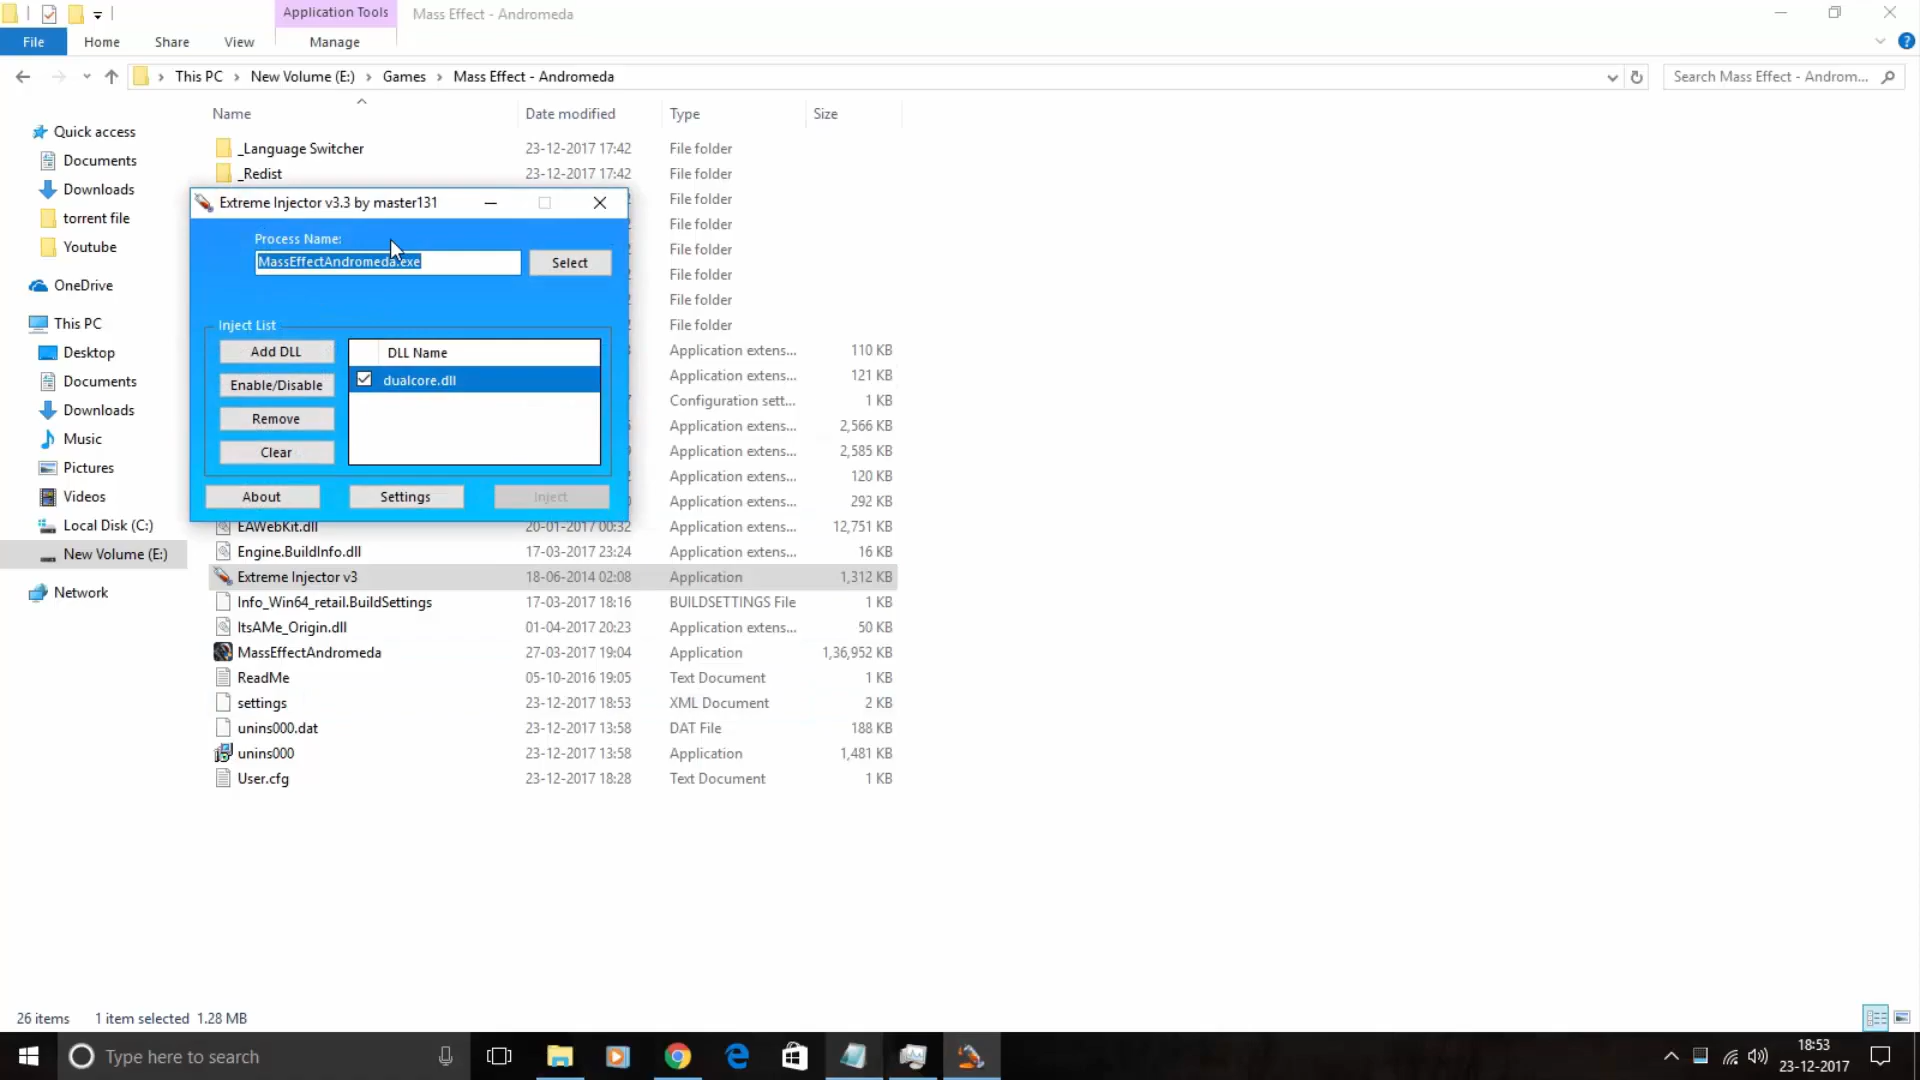 Application Tools
Mass Effect - Andromeda
File
Home
Share
View
Manage
This PC
New Volume (E:)
Games
Mass Effect - Andromeda
Search Mass Effect - Androm...
Name
Date modified
Type
Size
Quick access
Documents
Downloads
torrent file
Youtube
OneDrive
This PC
Desktop
Documents
Downloads
Music
Pictures
Videos
Local Disk (C:)
New Volume (E:)
Network
_Language Switcher 23-12-2017 17:42 File folder
_Redist 23-12-2017 17:42 File folder
2 File folder
2 File folder
2 File folder
2 File folder
2 File folder
2 File folder
Application extens... 110 KB
Application extens... 121 KB
Configuration sett... 1 KB
Application extens... 2,566 KB
Application extens... 2,585 KB
Application extens... 120 KB
Application extens... 292 KB
EAWebKit.dll 20-01-2017 00:32 Application extens... 12,751 KB
Engine.BuildInfo.dll 17-03-2017 23:24 Application extens... 16 KB
Extreme Injector v3 18-06-2014 02:08 Application 1,312 KB
Info_Win64_retail.BuildSettings 17-03-2017 18:16 BUILDSETTINGS File 1 KB
ItsAMe_Origin.dll 01-04-2017 20:23 Application extens... 50 KB
MassEffectAndromeda 27-03-2017 19:04 Application 1,36,952 KB
ReadMe 05-10-2016 19:05 Text Document 1 KB
settings 23-12-2017 18:53 XML Document 2 KB
unins000.dat 23-12-2017 13:58 DAT File 188 KB
unins000 23-12-2017 13:58 Application 1,481 KB
User.cfg 23-12-2017 18:28 Text Document 1 KB
Extreme Injector v3.3 by master131
Process Name:
MassEffectAndromeda.exe
Select
Inject List
Add DLL
Enable/Disable
Remove
Clear
DLL Name
dualcore.dll
About
Settings
Inject
26 items 1 item selected 1.28 MB
Type here to search
18:53
23-12-2017